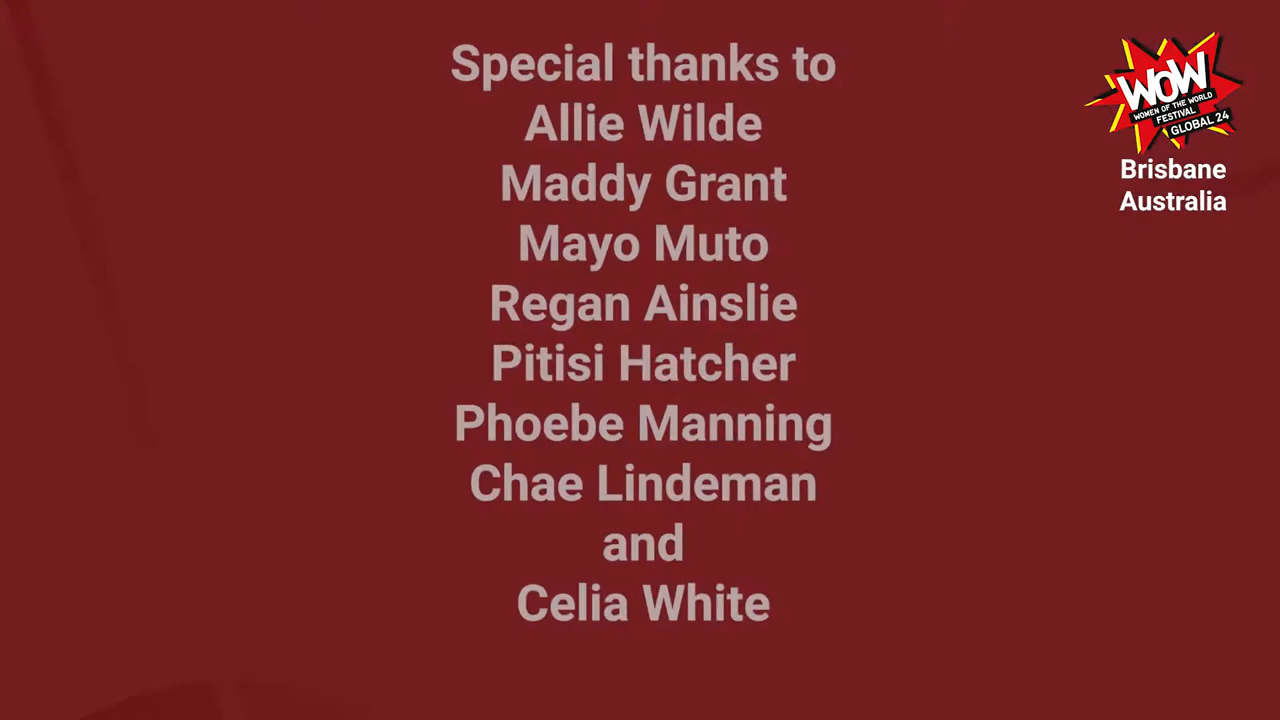 Special thanks to
Allie Wilde
Maddy Grant
Mayo Muto
Regan Ainslie
Pitisi Hatcher
Phoebe Manning
Chae Lindeman
and
Celia White
WOW
WOMEN OF THE WORLD
FESTIVAL
GLOBAL 24
Brisbane
Australia